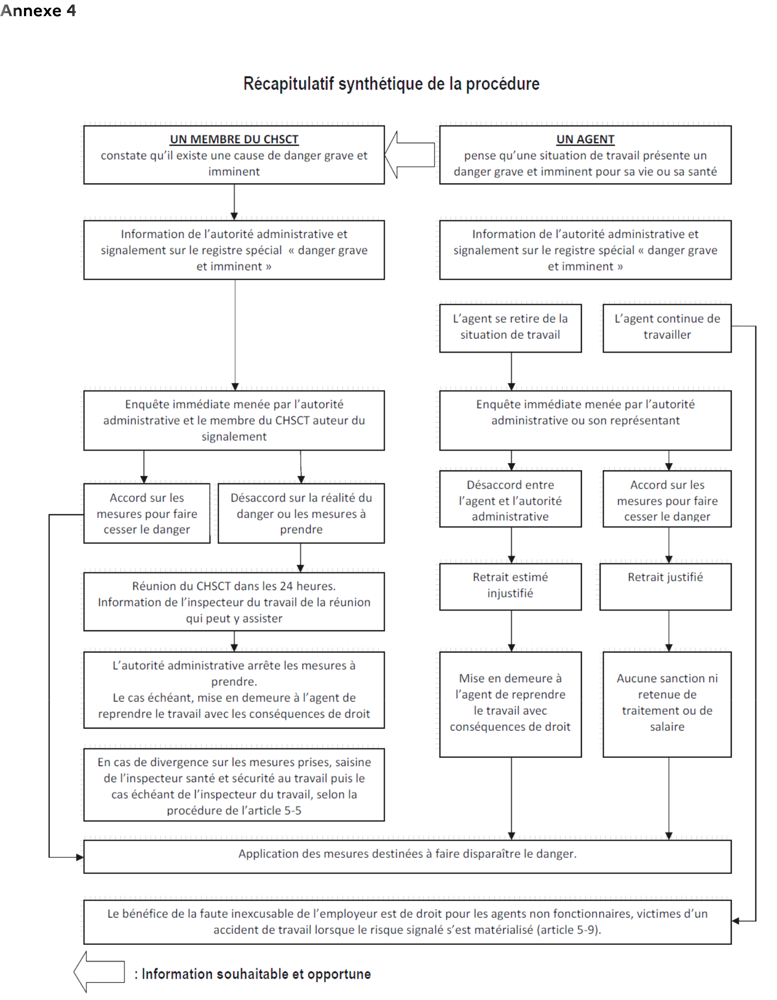 Annexe 4
Récapitulatif synthétique de la procédure
UN MEMBRE DU CHSCT
constate qu'il existe une cause de danger grave et
imminent
UN AGENT
pense qu'une situation de travail présente un
danger grave et imminent pour sa vie ou sa santé
Information de l'autorité administrative et
signalement sur le registre spécial « danger grave
et imminent »
Information de l'autorité administrative et
signalement sur le registre spécial « danger grave
et imminent »
L'agent se retire de la
situation de travail
L'agent continue de
travailler
Enquête immédiate menée par l'autorité
administrative et le membre du CHSCT auteur du
signalement
Enquête immédiate menée par l'autorité
administrative ou son représentant
Accord sur les
mesures pour faire
cesser le danger
Désaccord sur la réalité du
danger ou les mesures à
prendre
Désaccord entre
l'agent et l'autorité
administrative
Accord sur les
mesures pour faire
cesser le danger
Réunion du CHSCT dans les 24 heures.
Information de l'inspecteur du travail de la réunion
qui peut y assister
Retrait estimé
injustifié
Retrait justifié
L'autorité administrative arrête les mesures à
prendre.
Le cas échéant, mise en demeure à l'agent de
reprendre le travail avec les conséquences de droit
Mise en demeure à
l'agent de reprendre
le travail avec
conséquences de droit
Aucune sanction ni
retenue de
traitement ou de
salaire
En cas de divergence sur les mesures prises, saisine
de l'inspecteur santé et sécurité au travail puis le
cas échéant de l'inspecteur du travail, selon la
procédure de l'article 5-5
Application des mesures destinées à faire disparaître le danger.
Le bénéfice de la faute inexcusable de l'employeur est de droit pour les agents non fonctionnaires, victimes d'un
accident de travail lorsque le risque signalé s'est matérialisé (article 5-9).
: Information souhaitable et opportune